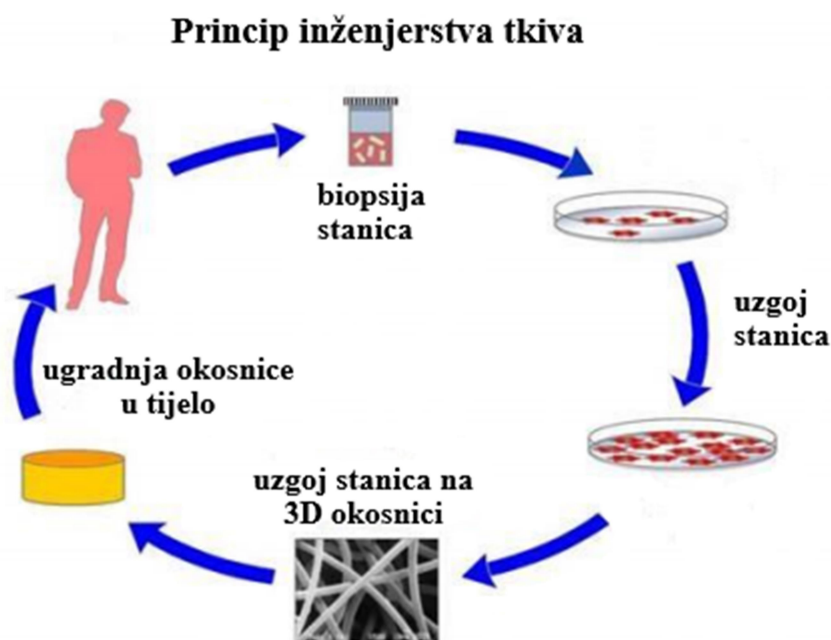 Princip inženjerstva tkiva
biopsija
stanica
uzgoj
stanica
uzgoj stanica na
3D okosnici
ugradnja okosnice
u tijelo